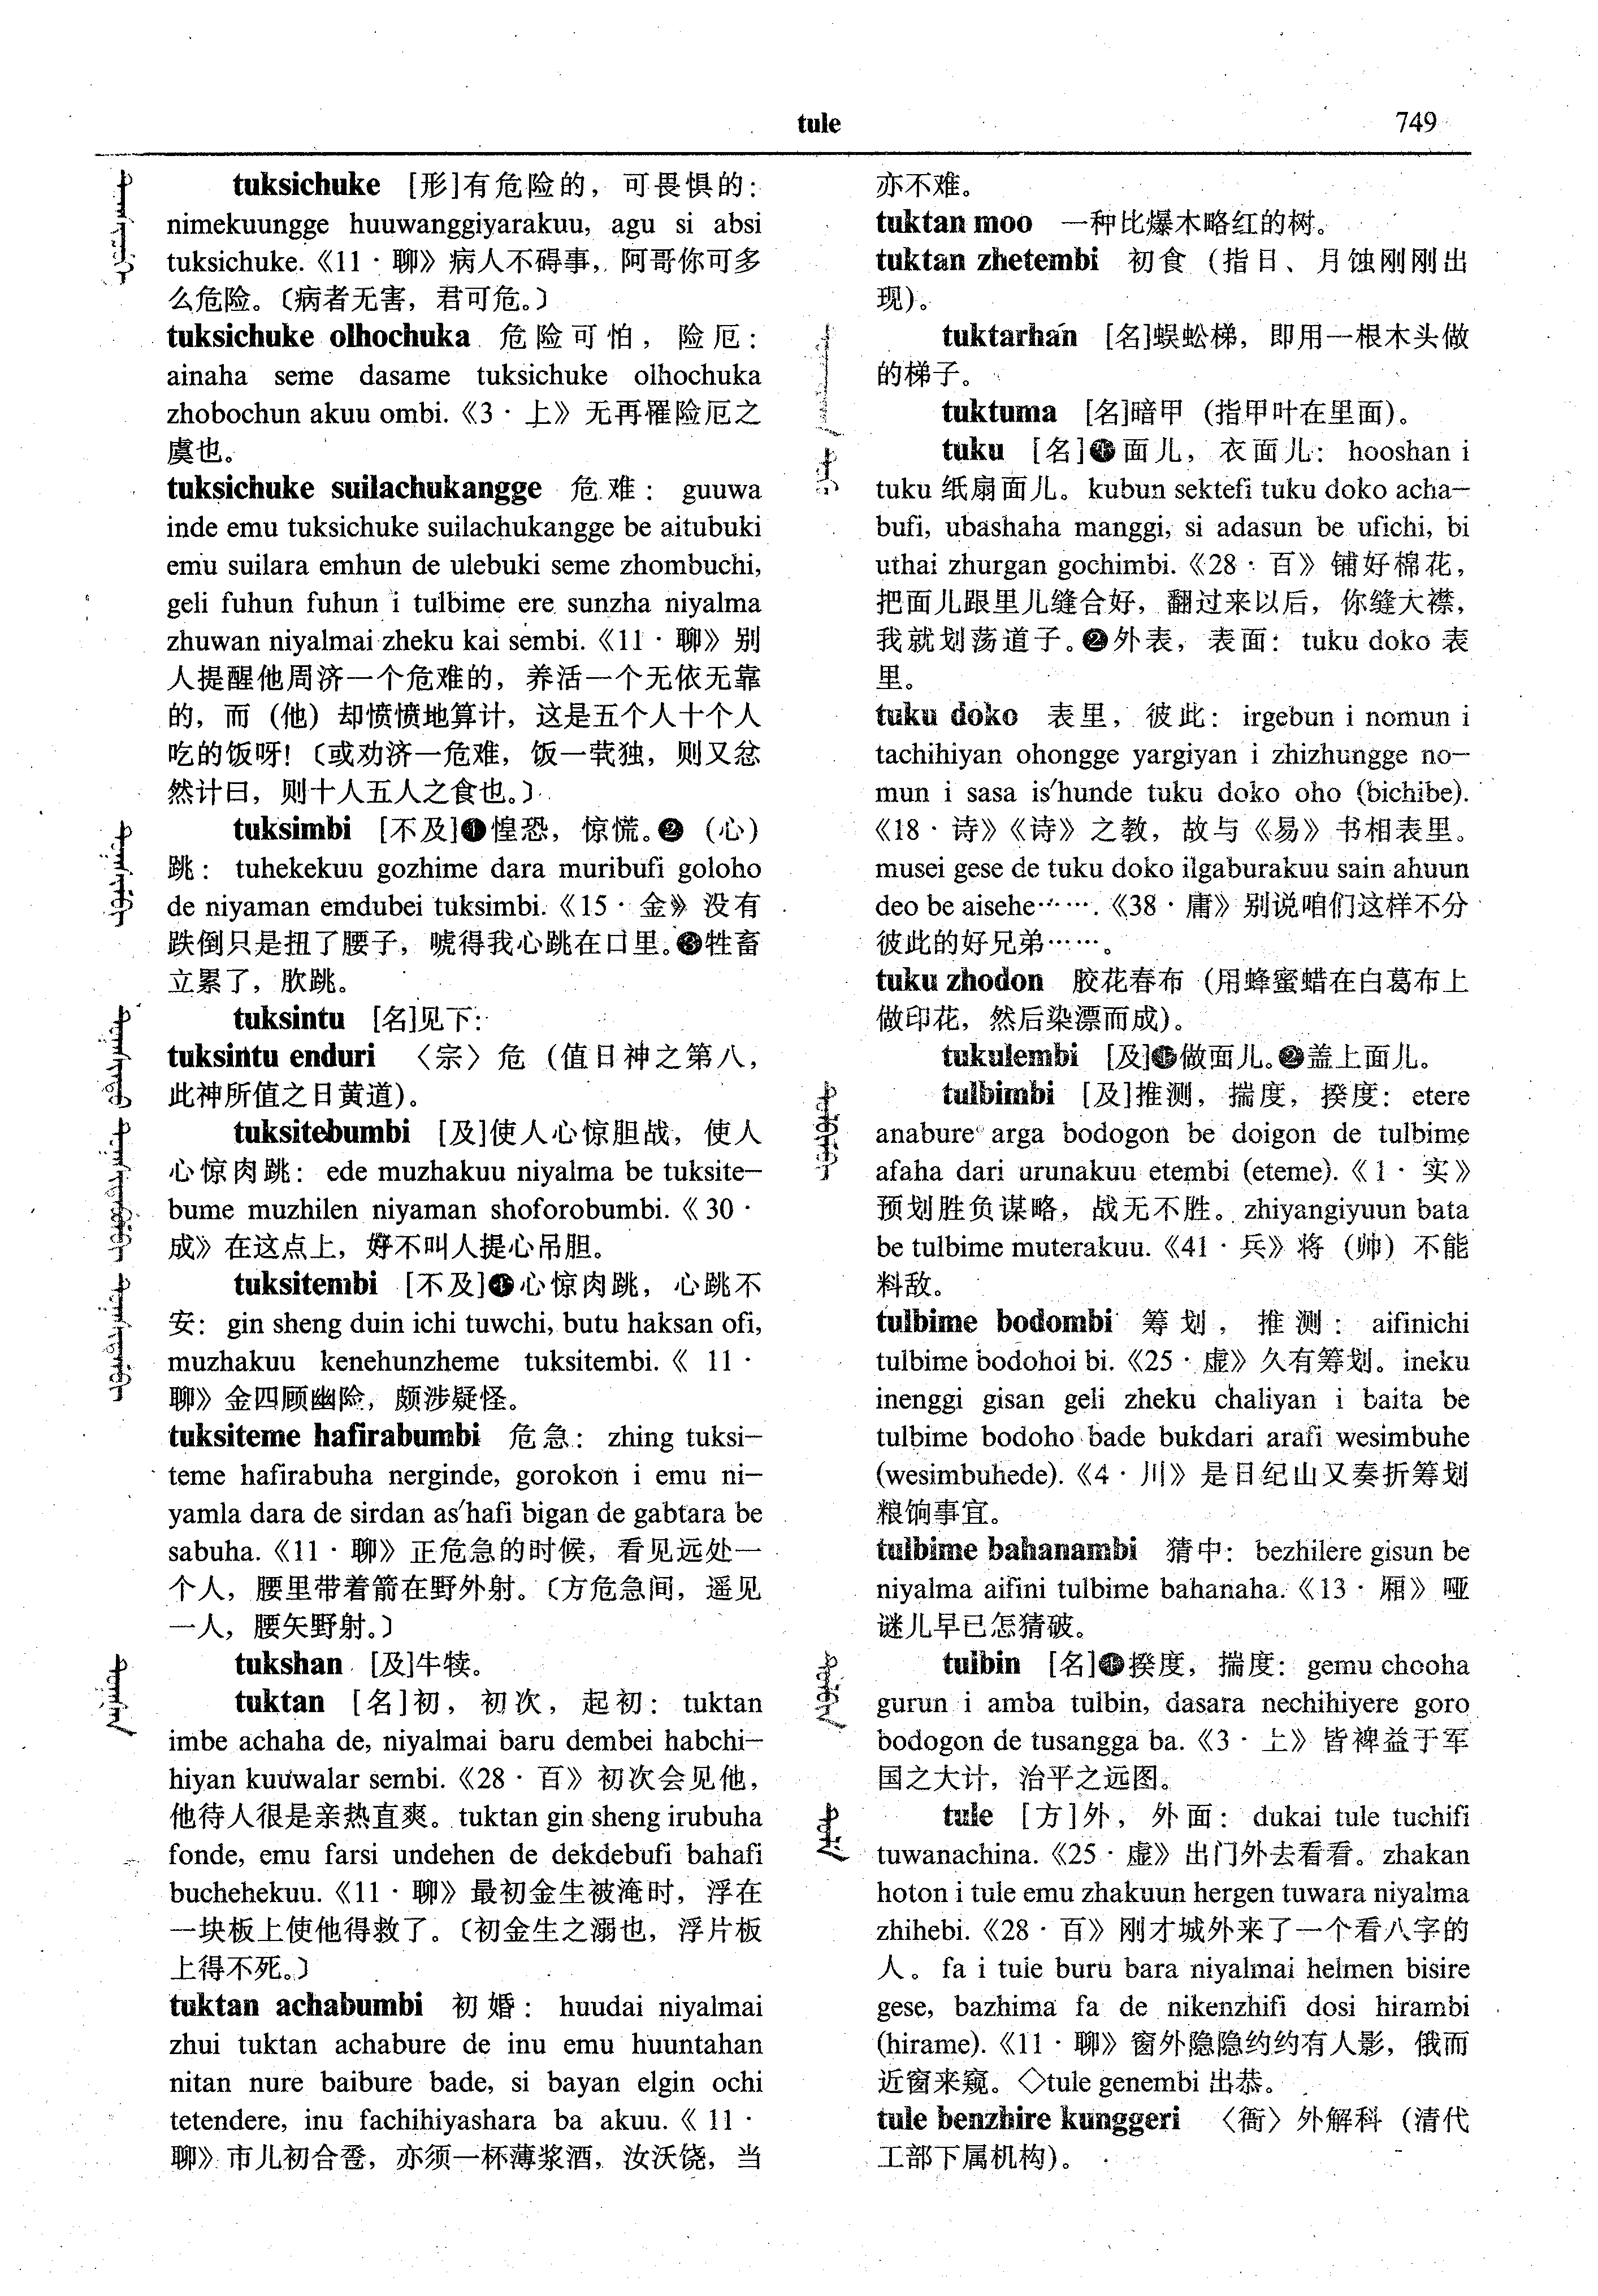 tule
749
tuksichuke [形]有危险的，可畏惧的：
nimekuungge huuwanggiyarakuu, agu si absi
tuksichuke.《11·聊》病人不碍事，阿哥你可多
么危险。〔病者无害，君可危。〕
tuksichuke olhochuka 危险可怕，险厄：
ainaha seme dasame tuksichuke olhochuka
zhobochun akuu ombi.《3·上》无再罹险厄之
虞也。
tuksichuke suilachukangge 危难：guuwa
inde emu tuksichuke suilachukangge be aitubuki
emu suilara emhun de ulebuki seme zhombuchi,
geli fuhun fuhun i tulbime ere sunzha niyalma
zhuwan niyalmai zheku kai sembi.《11·聊》别
人提醒他周济一个危难的，养活一个无依无靠
的，而（他）却愤愤地算计，这是五个人十个人
吃的饭呀！〔或劝济一危难，饭一茕独，则又忿
然计曰，则十人五人之食也。〕
tuksimbi [不及]❶惶恐，惊慌。❷（心）
跳：tuhekekuu gozhime dara muribufi goloho
de niyaman emdubei tuksimbi.《15·金》没有
跌倒只是扭了腰子，唬得我心跳在口里。❸牲畜
立累了，肷跳。
tuksintu [名]见下：
tuksintu enduri 〈宗〉危（值日神之第八，
此神所值之日黄道）。
tuksitebumbi [及]使人心惊胆战，使人
心惊肉跳：ede muzhakuu niyalma be tuksite-
bume muzhilen niyaman shoforobumbi.《30·
成》在这点上，好不叫人提心吊胆。
tuksitembi [不及]❶心惊肉跳，心跳不
安：gin sheng duin ichi tuwchi, butu haksan ofi,
muzhakuu kenehunzheme tuksitembi.《11·
聊》金四顾幽险，颇涉疑怪。
tuksiteme hafirabumbi 危急：zhing tuksi-
teme hafirabuha nerginde, gorokon i emu ni-
yamla dara de sirdan as'hafi bigan de gabtara be
sabuha.《11·聊》正危急的时候，看见远处一
个人，腰里带着箭在野外射。〔方危急间，遥见
一人，腰矢野射。〕
tukshan [及]牛犊。
tuktan [名]初，初次，起初：tuktan
imbe achaha de, niyalmai baru dembei habchi-
hiyan kuuwalar sembi.《28·百》初次会见他，
他待人很是亲热直爽。tuktan gin sheng irubuha
fonde, emu farsi undehen de dekdebufi bahafi
buchehekuu.《11·聊》最初金生被淹时，浮在
一块板上使他得救了。〔初金生之溺也，浮片板
上得不死。〕
tuktan achabumbi 初婚：huudai niyalmai
zhui tuktan achabure de inu emu huuntahan
nitan nure baibure bade, si bayan elgin ochi
tetendere, inu fachihiyashara ba akuu.《11·
聊》市儿初合卺，亦须一杯薄浆酒，汝沃饶，当
亦不难。
tuktan moo 一种比爆木略红的树。
tuktan zhetembi 初食（指日、月蚀刚刚出
现）。
tuktarhan [名]蜈蚣梯，即用一根木头做
的梯子。
tuktuma [名]暗甲（指甲叶在里面）。
tuku [名]❶面儿，衣面儿：hooshan i
tuku 纸扇面儿。kubun sektefi tuku doko acha-
bufi, ubashaha manggi, si adasun be ufichi, bi
uthai zhurgan gochimbi.《28·百》铺好棉花，
把面儿跟里儿缝合好，翻过来以后，你缝大襟，
我就划荡道子。❷外表，表面：tuku doko 表
里。
tuku doko 表里，彼此：irgebun i nomun i
tachihiyan ohongge yargiyan i zhizhungge no-
mun i sasa is'hunde tuku doko oho (bichibe).
《18·诗》《诗》之教，故与《易》书相表里。
musei gese de tuku doko ilgaburakuu sain ahuun
deo be aisehe…….《38·庸》别说咱们这样不分
彼此的好兄弟……。
tuku zhodon 胶花春布（用蜂蜜蜡在白葛布上
做印花，然后染漂而成）。
tukulembi [及]❶做面儿。❷盖上面儿。
tulbimbi [及]推测，揣度，揆度：etere
anabure arga bodogon be doigon de tulbime
afaha dari urunakuu etembi (eteme).《1·实》
预划胜负谋略，战无不胜。zhiyangiyuun bata
be tulbime muterakuu.《41·兵》将（帅）不能
料敌。
tulbime bodombi 筹划，推测：aifinichi
tulbime bodohoi bi.《25·虚》久有筹划。ineku
inenggi gisan geli zheku chaliyan i baita be
tulbime bodoho bade bukdari arafi wesimbuhe
(wesimbuhede).《4·川》是日纪山又奏折筹划
粮饷事宜。
tulbime bahanambi 猜中：bezhilere gisun be
niyalma aifini tulbime bahanaha.《13·厢》哑
谜儿早已怎猜破。
tulbin [名]❶揆度，揣度：gemu chooha
gurun i amba tulbin, dasara nechihiyere goro
bodogon de tusangga ba.《3·上》皆裨益于军
国之大计，治平之远图。
tule [方]外，外面：dukai tule tuchifi
tuwanachina.《25·虚》出门外去看看。zhakan
hoton i tule emu zhakuun hergen tuwara niyalma
zhihebi.《28·百》刚才城外来了一个看八字的
人。fa i tule buru bara niyalmai helmen bisire
gese, bazhima fa de nikenzhifi dosi hirambi
(hirame).《11·聊》窗外隐隐约约有人影，俄而
近窗来窥。◇tule genembi 出恭。
tule benzhire kunggeri 〈衙〉外解科（清代
工部下属机构）。